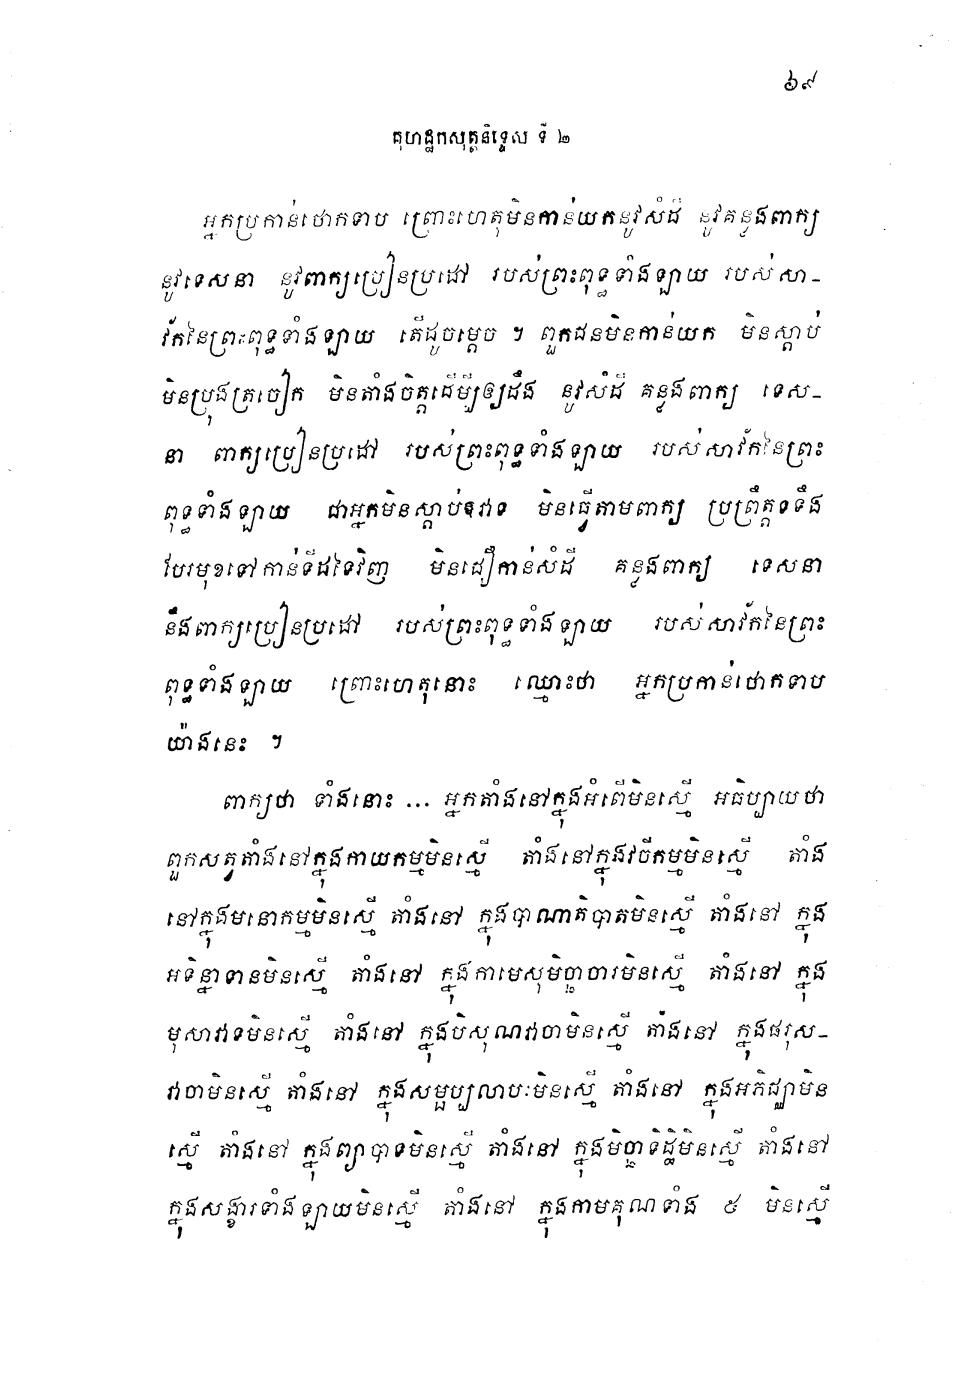 ៦៩
គុហដ្ឋកសុត្តនិទ្ទេស ទី ២
អ្នកប្រកាន់ថោកទាប ព្រោះហេតុមិនកាន់យកនូវសំដី នូវគន្លងពាក្យ
នូវទេសនា នូវពាក្យប្រៀនប្រដៅ របស់ព្រះពុទ្ធទាំងឡាយ របស់សា-
វ័កនៃព្រះពុទ្ធទាំងឡាយ តើដូចម្ដេច ។ ពួកជនមិនកាន់យក មិនស្ដាប់
មិនប្រុងត្រចៀក មិនតាំងចិត្តដើម្បីឲ្យដឹង នូវសំដី គន្លងពាក្យ ទេស-
នា ពាក្យប្រៀនប្រដៅ របស់ព្រះពុទ្ធទាំងឡាយ របស់សាវ័កនៃព្រះ
ពុទ្ធទាំងឡាយ ជាអ្នកមិនស្ដាប់ឱវាទ មិនធ្វើតាមពាក្យ ប្រព្រឹត្តទទឹង
បែរមុខទៅកាន់ទីដទៃវិញ មិនជឿកាន់សំដី គន្លងពាក្យ ទេសនា
នឹងពាក្យប្រៀនប្រដៅ របស់ព្រះពុទ្ធទាំងឡាយ របស់សាវ័កនៃព្រះ
ពុទ្ធទាំងឡាយ ព្រោះហេតុនោះ ឈ្មោះថា អ្នកប្រកាន់ថោកទាប
យ៉ាងនេះ ។
ពាក្យថា ទាំងនោះ ... អ្នកតាំងនៅក្នុងអំពើមិនស្មើ អធិប្បាយថា
ពួកសត្វតាំងនៅក្នុងកាយកម្មមិនស្មើ តាំងនៅក្នុងវចីកម្មមិនស្មើ តាំង
នៅក្នុងមនោកម្មមិនស្មើ តាំងនៅ ក្នុងបាណាតិបាតមិនស្មើ តាំងនៅ ក្នុង
អទិន្នាទានមិនស្មើ តាំងនៅ ក្នុងកាមេសុមិច្ឆាចារមិនស្មើ តាំងនៅ ក្នុង
មុសាវាទមិនស្មើ តាំងនៅ ក្នុងបិសុណវាចាមិនស្មើ តាំងនៅ ក្នុងផរុស-
វាចាមិនស្មើ តាំងនៅ ក្នុងសម្ផប្បលាបៈមិនស្មើ តាំងនៅ ក្នុងអភិជ្ឈាមិន
ស្មើ តាំងនៅ ក្នុងព្យាបាទមិនស្មើ តាំងនៅ ក្នុងមិច្ឆាទិដ្ឋិមិនស្មើ តាំងនៅ
ក្នុងសង្ខារទាំងឡាយមិនស្មើ តាំងនៅ ក្នុងកាមគុណទាំង ៥ មិនស្មើ